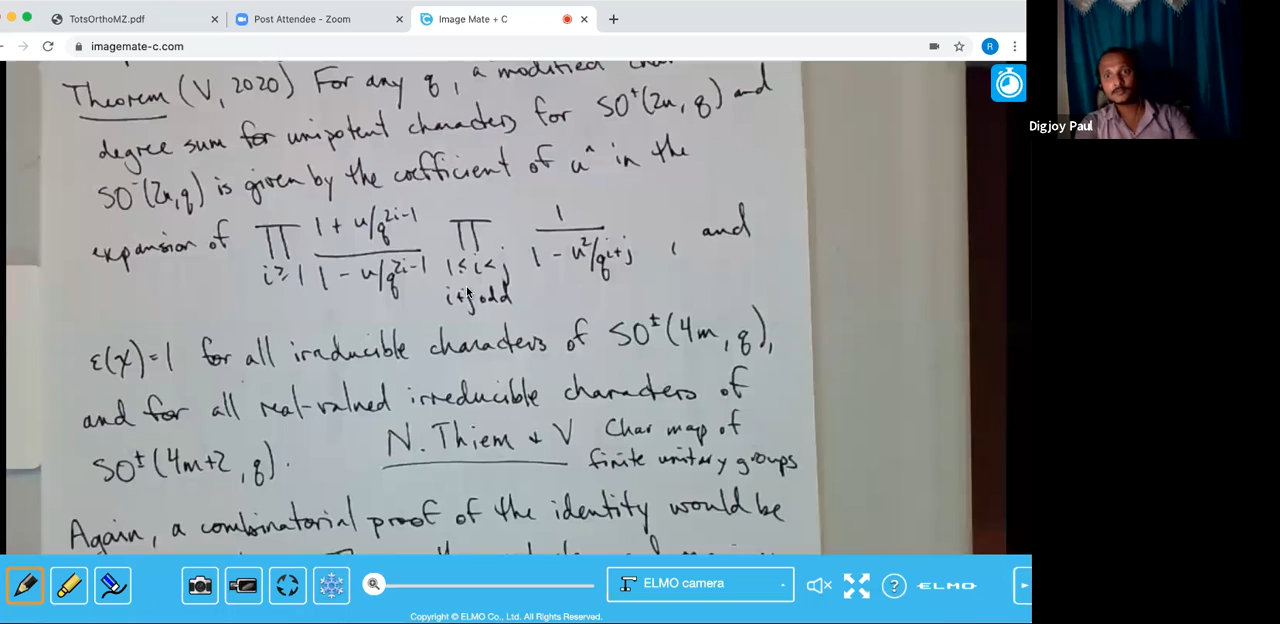 TotsOrthoMZ.pdf
Post Attendee - Zoom
Image Mate + C
imagemate-c.com
R
Digjoy Paul
Theorem (V, 2020) For any q, a modified
degree sum for unipotent characters for SO⁺(2n, q) and
SO⁻(2n,q) is given by the coefficient of uⁿ in the
expansion of ∏_{i≥1} (1 + u/q^{2i-1})/(1 - u/q^{2i-1}) ∏_{1≤i<j, i+j odd} 1/(1 - u²/q^{i+j}) , and
ε(χ)=1 for all irreducible characters of SO^±(4m, q),
and for all real-valued irreducible characters of
SO^±(4m+2, q).
N. Thiem + V Char map of
finite unitary groups
Again, a combinatorial proof of the identity would be
ELMO camera
? ELMO
Copyright © ELMO Co., Ltd. All Rights Reserved.